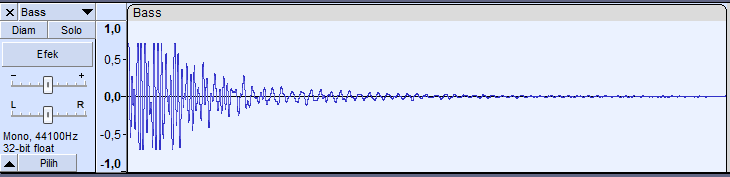 Bass
Bass
Diam Solo
Efek
- +
L R
Mono, 44100Hz
32-bit float
Pilih
1,0
0,5-
0,0-
-0,5-
-1,0